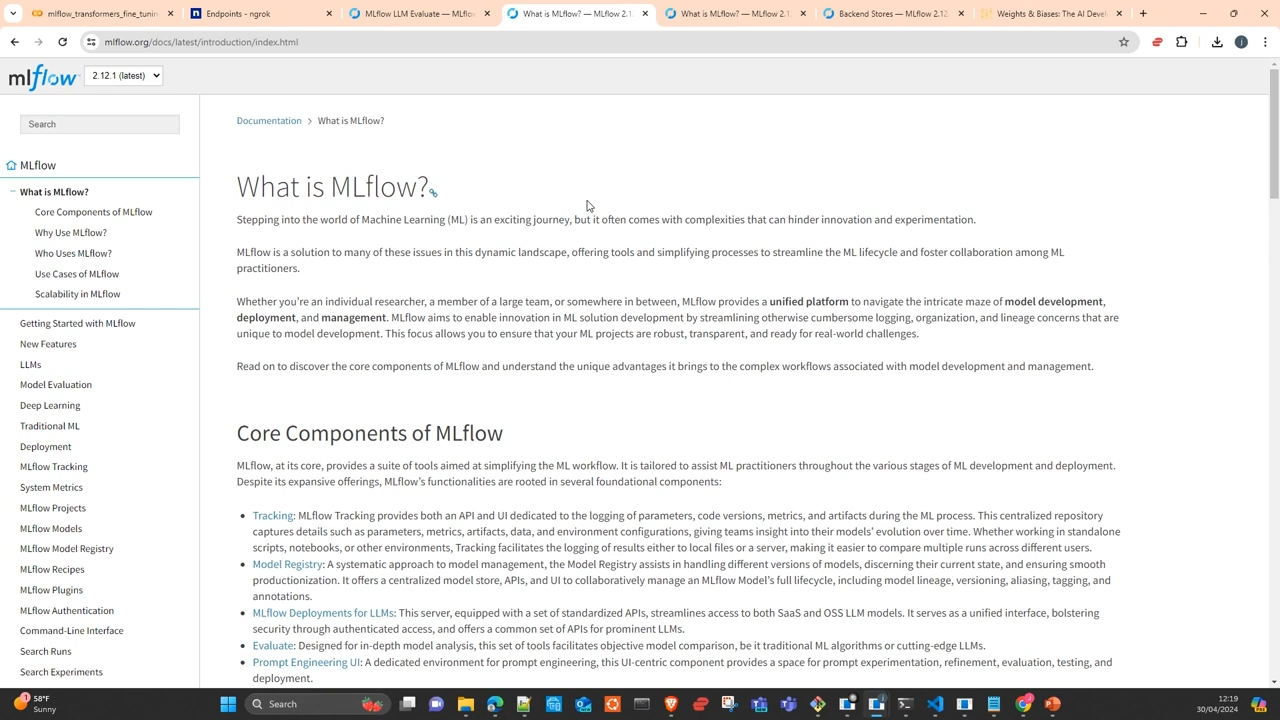 mlflow_transformers_fine_tunin
Endpoints - ngrok
MLflow LLM Evaluate — MLflow
What is MLflow? — MLflow 2.1
What is MLflow? — MLflow 2.12
Backend Stores — MLflow 2.12
Weights & Biases: The AI Devel
mlflow.org/docs/latest/introduction/index.html
mlflow
2.12.1 (latest)
Search
MLflow
What is MLflow?
Core Components of MLflow
Why Use MLflow?
Who Uses MLflow?
Use Cases of MLflow
Scalability in MLflow
Getting Started with MLflow
New Features
LLMs
Model Evaluation
Deep Learning
Traditional ML
Deployment
MLflow Tracking
System Metrics
MLflow Projects
MLflow Models
MLflow Model Registry
MLflow Recipes
MLflow Plugins
MLflow Authentication
Command-Line Interface
Search Runs
Search Experiments
Documentation > What is MLflow?
What is MLflow?
Stepping into the world of Machine Learning (ML) is an exciting journey, but it often comes with complexities that can hinder innovation and experimentation.
MLflow is a solution to many of these issues in this dynamic landscape, offering tools and simplifying processes to streamline the ML lifecycle and foster collaboration among ML
practitioners.
Whether you’re an individual researcher, a member of a large team, or somewhere in between, MLflow provides a unified platform to navigate the intricate maze of model development,
deployment, and management. MLflow aims to enable innovation in ML solution development by streamlining otherwise cumbersome logging, organization, and lineage concerns that are
unique to model development. This focus allows you to ensure that your ML projects are robust, transparent, and ready for real-world challenges.
Read on to discover the core components of MLflow and understand the unique advantages it brings to the complex workflows associated with model development and management.
Core Components of MLflow
MLflow, at its core, provides a suite of tools aimed at simplifying the ML workflow. It is tailored to assist ML practitioners throughout the various stages of ML development and deployment.
Despite its expansive offerings, MLflow’s functionalities are rooted in several foundational components:
• Tracking: MLflow Tracking provides both an API and UI dedicated to the logging of parameters, code versions, metrics, and artifacts during the ML process. This centralized repository
captures details such as parameters, metrics, artifacts, data, and environment configurations, giving teams insight into their models’ evolution over time. Whether working in standalone
scripts, notebooks, or other environments, Tracking facilitates the logging of results either to local files or a server, making it easier to compare multiple runs across different users.
• Model Registry: A systematic approach to model management, the Model Registry assists in handling different versions of models, discerning their current state, and ensuring smooth
productionization. It offers a centralized model store, APIs, and UI to collaboratively manage an MLflow Model’s full lifecycle, including model lineage, versioning, aliasing, tagging, and
annotations.
• MLflow Deployments for LLMs: This server, equipped with a set of standardized APIs, streamlines access to both SaaS and OSS LLM models. It serves as a unified interface, bolstering
security through authenticated access, and offers a common set of APIs for prominent LLMs.
• Evaluate: Designed for in-depth model analysis, this set of tools facilitates objective model comparison, be it traditional ML algorithms or cutting-edge LLMs.
• Prompt Engineering UI: A dedicated environment for prompt engineering, this UI-centric component provides a space for prompt experimentation, refinement, evaluation, testing, and
deployment.
58°F
Sunny
Search
12:19
30/04/2024